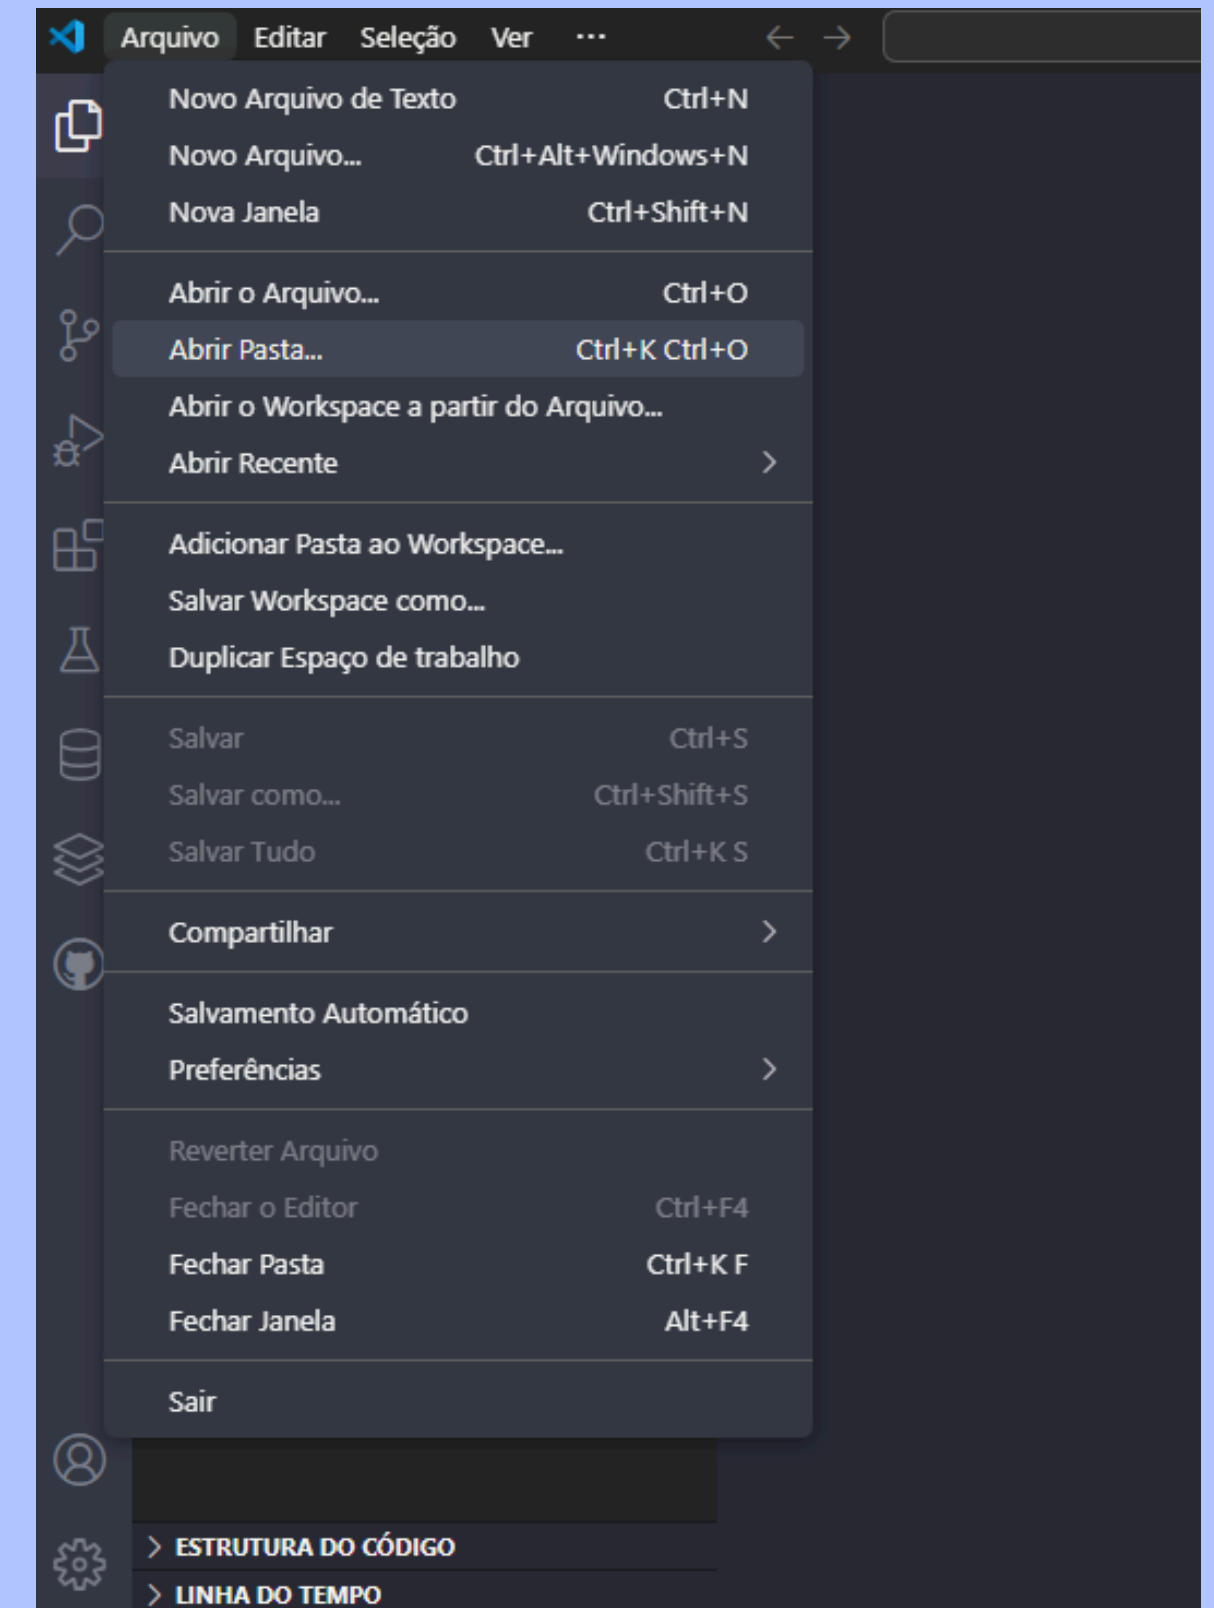 Arquivo Editar Seleção Ver ···
Novo Arquivo de Texto Ctrl+N
Novo Arquivo... Ctrl+Alt+Windows+N
Nova Janela Ctrl+Shift+N
Abrir o Arquivo... Ctrl+O
Abrir Pasta... Ctrl+K Ctrl+O
Abrir o Workspace a partir do Arquivo...
Abrir Recente
Adicionar Pasta ao Workspace...
Salvar Workspace como...
Duplicar Espaço de trabalho
Salvar Ctrl+S
Salvar como... Ctrl+Shift+S
Salvar Tudo Ctrl+K S
Compartilhar
Salvamento Automático
Preferências
Reverter Arquivo
Fechar o Editor Ctrl+F4
Fechar Pasta Ctrl+K F
Fechar Janela Alt+F4
Sair
ESTRUTURA DO CÓDIGO
LINHA DO TEMPO